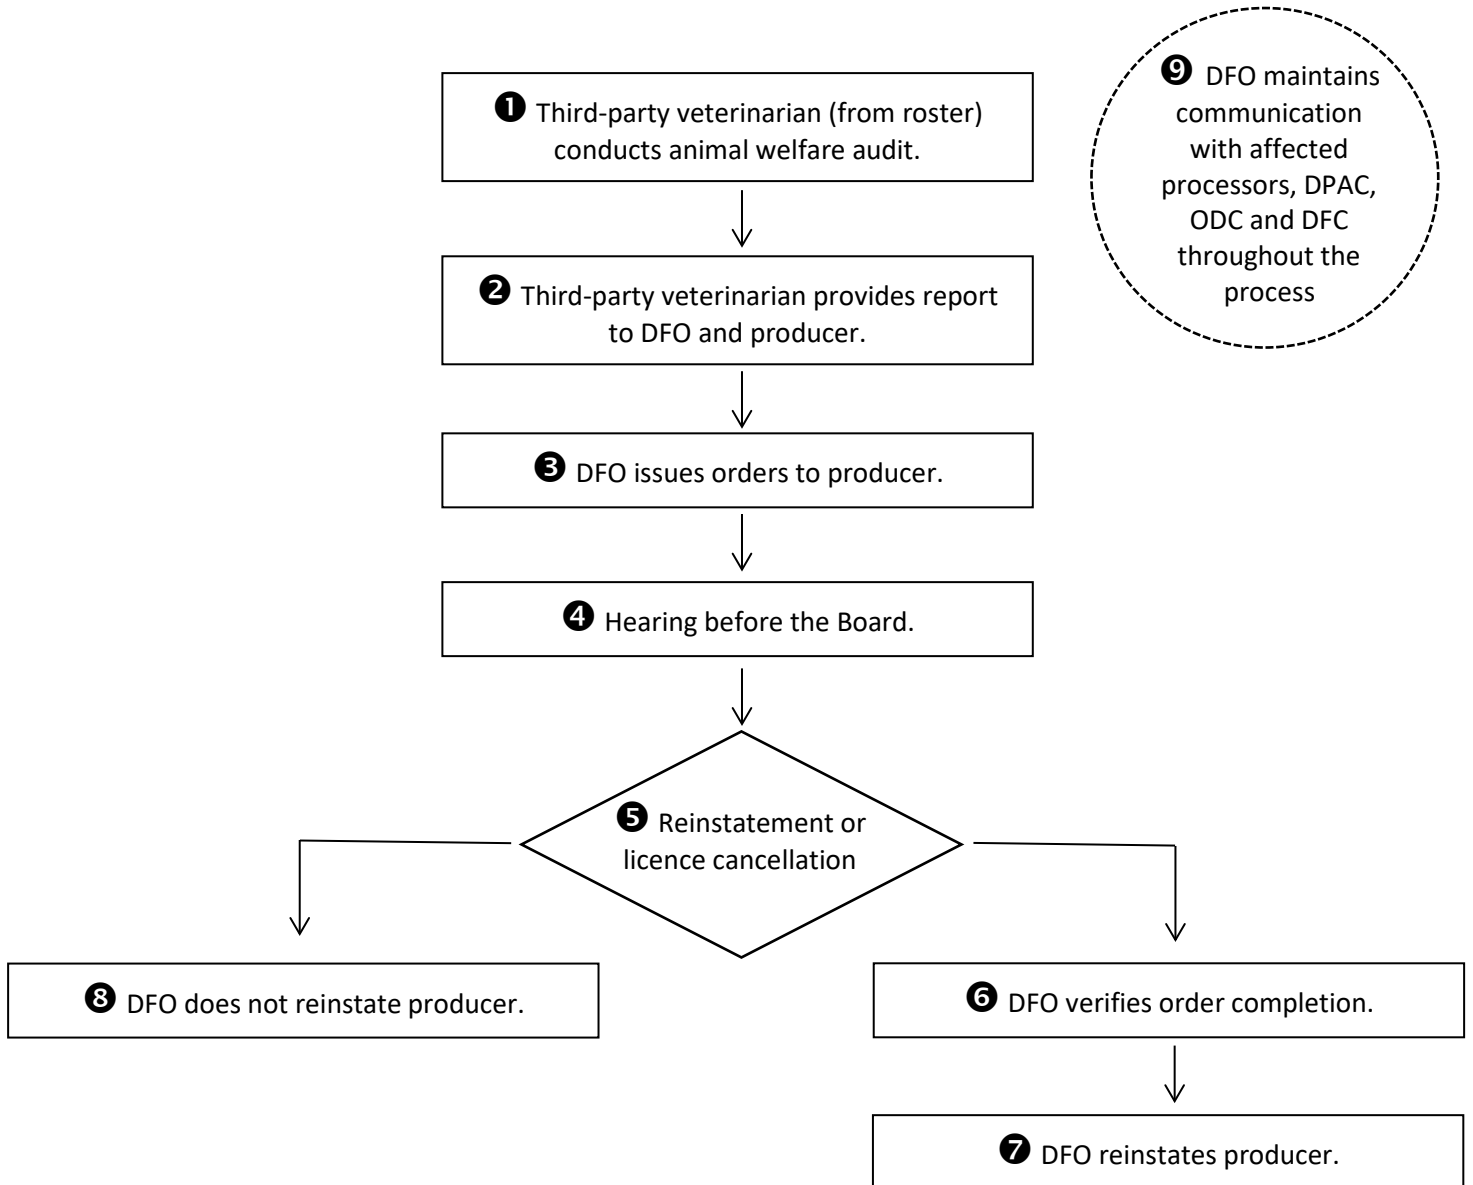 ❶ Third-party veterinarian (from roster)
conducts animal welfare audit.
❾ DFO maintains
communication
with affected
processors, DPAC,
ODC and DFC
throughout the
process
❷ Third-party veterinarian provides report
to DFO and producer.
❸ DFO issues orders to producer.
❹ Hearing before the Board.
❺ Reinstatement or
licence cancellation
❽ DFO does not reinstate producer.
❻ DFO verifies order completion.
❼ DFO reinstates producer.